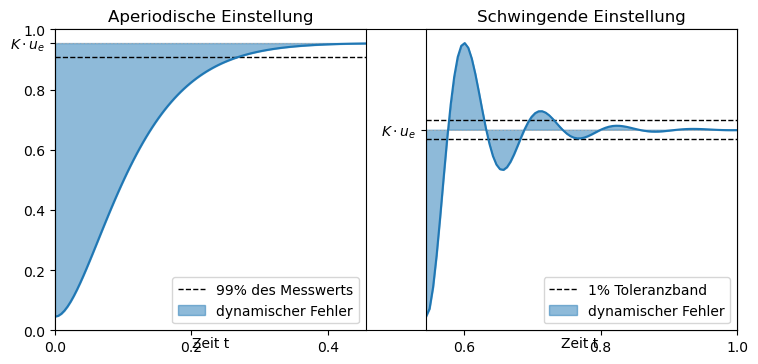 Aperiodische Einstellung
Schwingende Einstellung
1.0
K · uₑ
0.8
0.6
0.4
0.2
0.0
K · uₑ
99% des Messwerts
dynamischer Fehler
1% Toleranzband
dynamischer Fehler
0.0
0.2
0.4
0.6
0.8
1.0
Zeit t
Zeit t